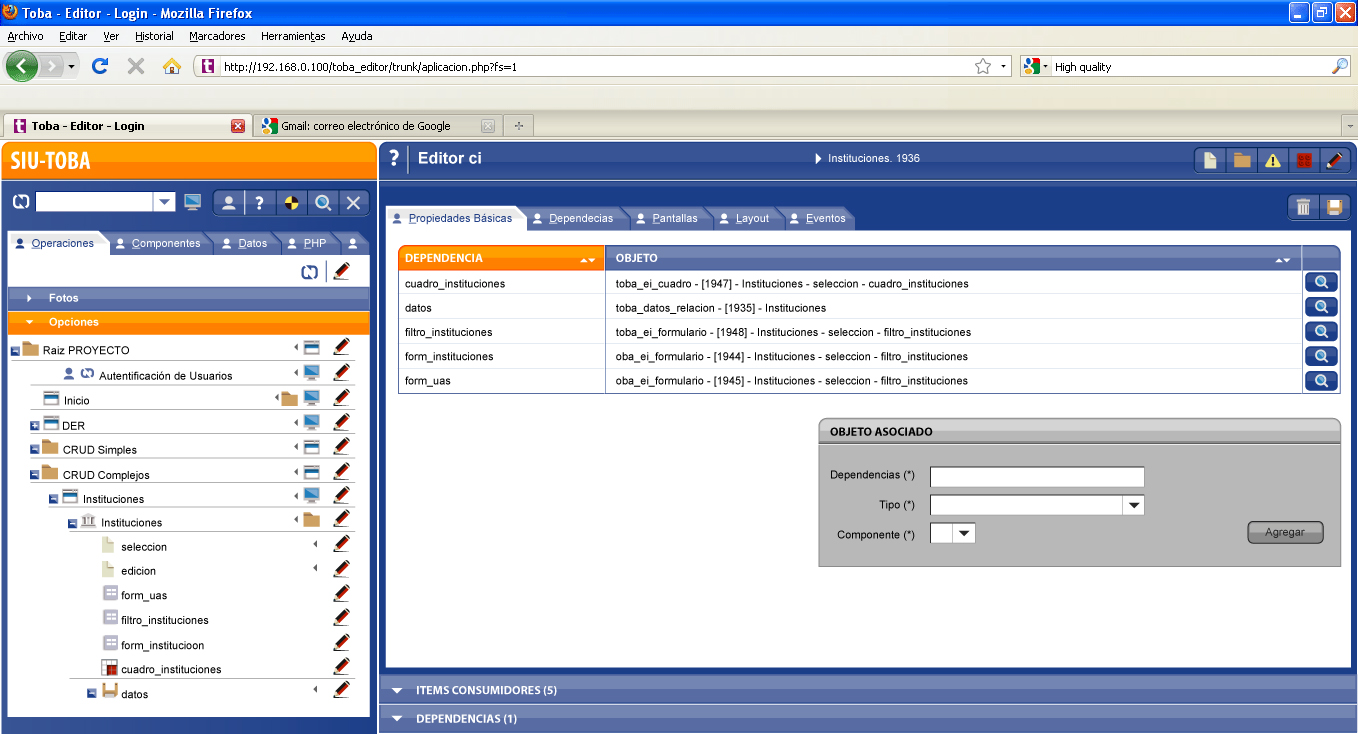 Toba - Editor - Login - Mozilla Firefox
Archivo Editar Ver Historial Marcadores Herramientas Ayuda
http://192.168.0.100/toba_editor/trunk/aplicacion.php?fs=1 High quality
Toba - Editor - Login Gmail: correo electrónico de Google
SIU-TOBA
? Editor ci Instituciones. 1936
?
Operaciones Componentes Datos PHP
Propiedades Básicas Dependecias Pantallas Layout Eventos
Fotos
Opciones
Raiz PROYECTO
Autentificación de Usuarios
Inicio
DER
CRUD Simples
CRUD Complejos
Instituciones
Instituciones
seleccion
edicion
form_uas
filtro_instituciones
form_institucioon
cuadro_instituciones
datos
DEPENDENCIA OBJETO
cuadro_instituciones toba_ei_cuadro - [1947] - Instituciones - seleccion - cuadro_instituciones
datos toba_datos_relacion - [1935] - Instituciones
filtro_instituciones toba_ei_formulario - [1948] - Instituciones - seleccion - filtro_instituciones
form_instituciones oba_ei_formulario - [1944] - Instituciones - seleccion - filtro_instituciones
form_uas oba_ei_formulario - [1945] - Instituciones - seleccion - filtro_instituciones
OBJETO ASOCIADO
Dependencias (*)
Tipo (*)
Componente (*)
Agregar
ITEMS CONSUMIDORES (5)
DEPENDENCIAS (1)